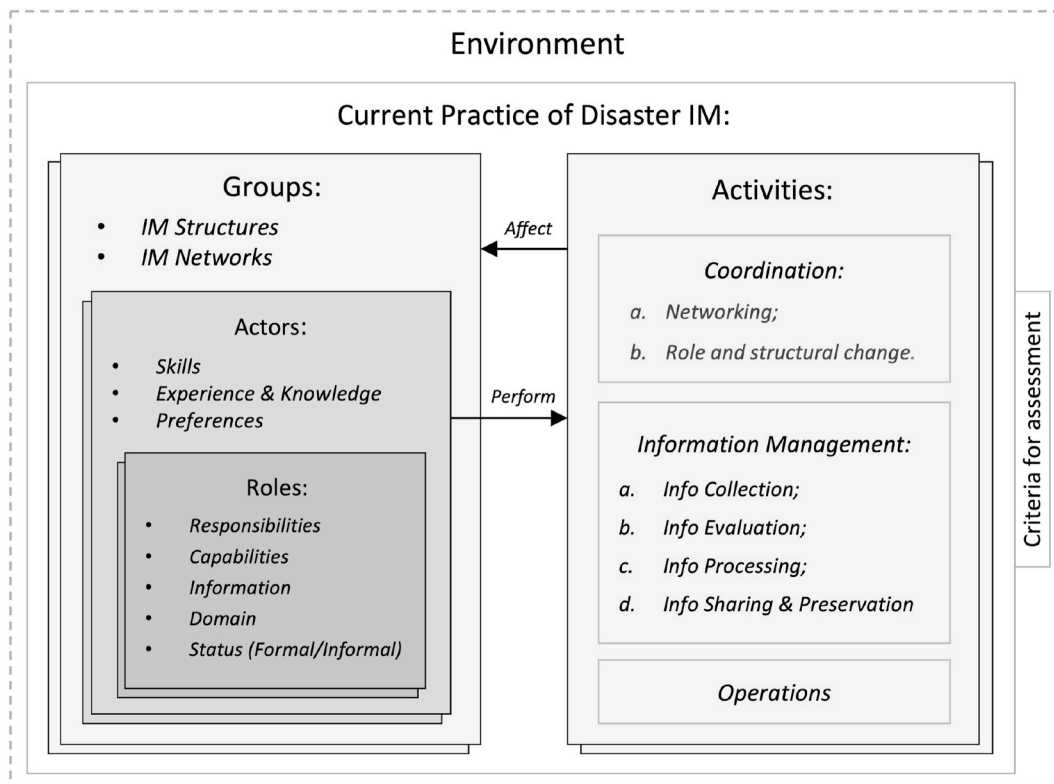 Environment
Current Practice of Disaster IM:
Groups:
• IM Structures
• IM Networks
Actors:
• Skills
• Experience & Knowledge
• Preferences
Roles:
• Responsibilities
• Capabilities
• Information
• Domain
• Status (Formal/Informal)
Affect
Perform
Activities:
Coordination:
a. Networking;
b. Role and structural change.
Information Management:
a. Info Collection;
b. Info Evaluation;
c. Info Processing;
d. Info Sharing & Preservation
Operations
Criteria for assessment